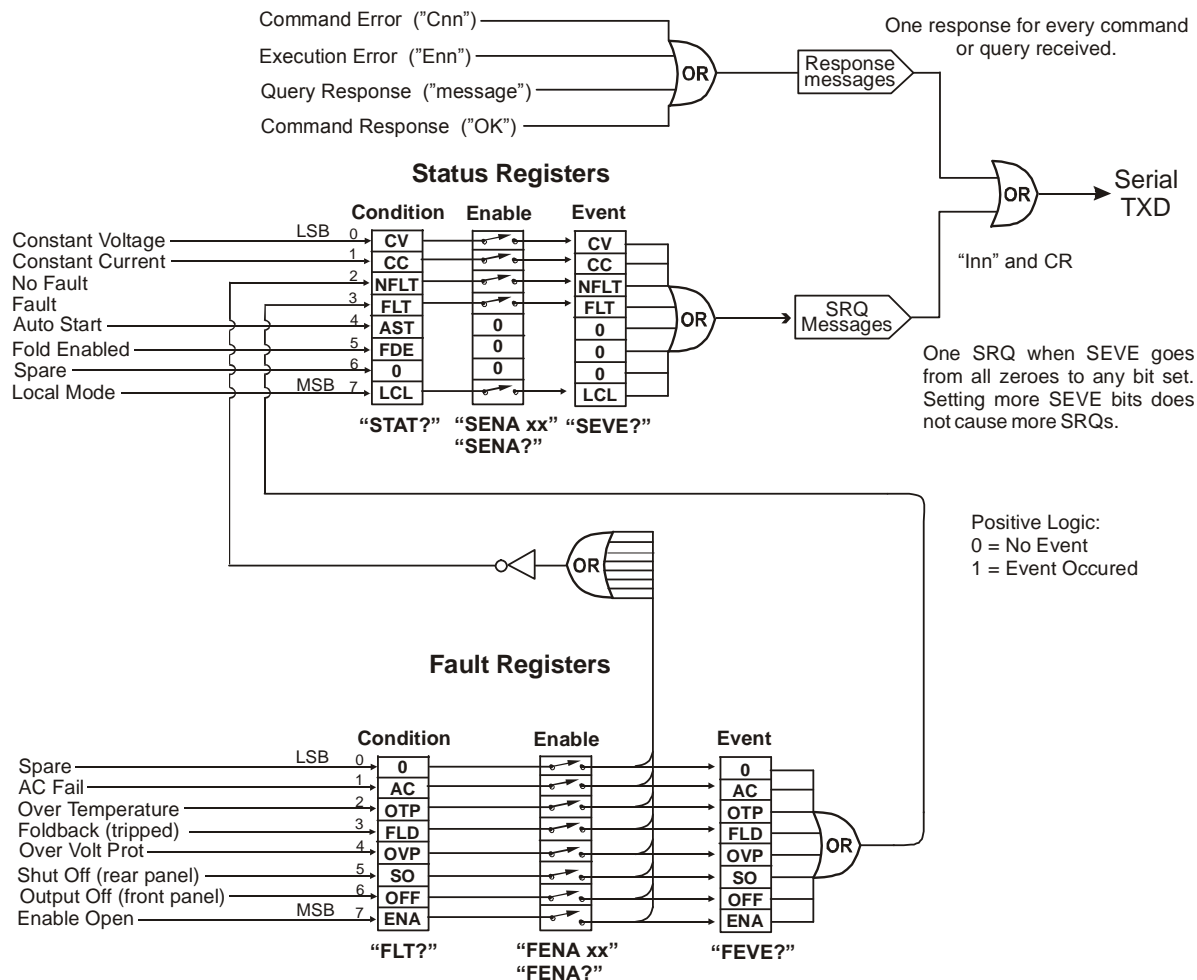 Command Error ("Cnn")
Execution Error ("Enn")
Query Response ("message")
Command Response ("OK")
OR
Response
messages
One response for every command
or query received.
OR
Serial
TXD
"Inn" and CR
Status Registers
Condition Enable Event
Constant Voltage LSB 0 CV CV
Constant Current 1 CC CC
No Fault 2 NFLT NFLT
Fault 3 FLT FLT
Auto Start 4 AST 0 0
Fold Enabled 5 FDE 0 0
Spare 6 0 0 0
Local Mode MSB 7 LCL LCL
OR
SRQ
Messages
"STAT?" "SENA xx" "SEVE?"
"SENA?"
One SRQ when SEVE goes
from all zeroes to any bit set.
Setting more SEVE bits does
not cause more SRQs.
Positive Logic:
0 = No Event
1 = Event Occured
OR
Fault Registers
Condition Enable Event
Spare LSB 0 0 0
AC Fail 1 AC AC
Over Temperature 2 OTP OTP
Foldback (tripped) 3 FLD FLD
Over Volt Prot 4 OVP OVP
Shut Off (rear panel) 5 SO SO
Output Off (front panel) 6 OFF OFF
Enable Open MSB 7 ENA ENA
OR
"FLT?" "FENA xx" "FEVE?"
"FENA?"